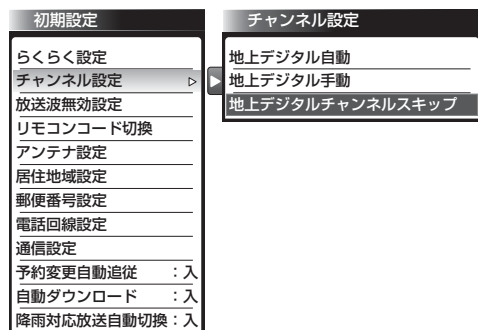 初期設定
らくらく設定
チャンネル設定
放送波無効設定
リモコンコード切換
アンテナ設定
居住地域設定
郵便番号設定
電話回線設定
通信設定
予約変更自動追従 :入
自動ダウンロード :入
降雨対応放送自動切換:入
チャンネル設定
地上デジタル自動
地上デジタル手動
地上デジタルチャンネルスキップ